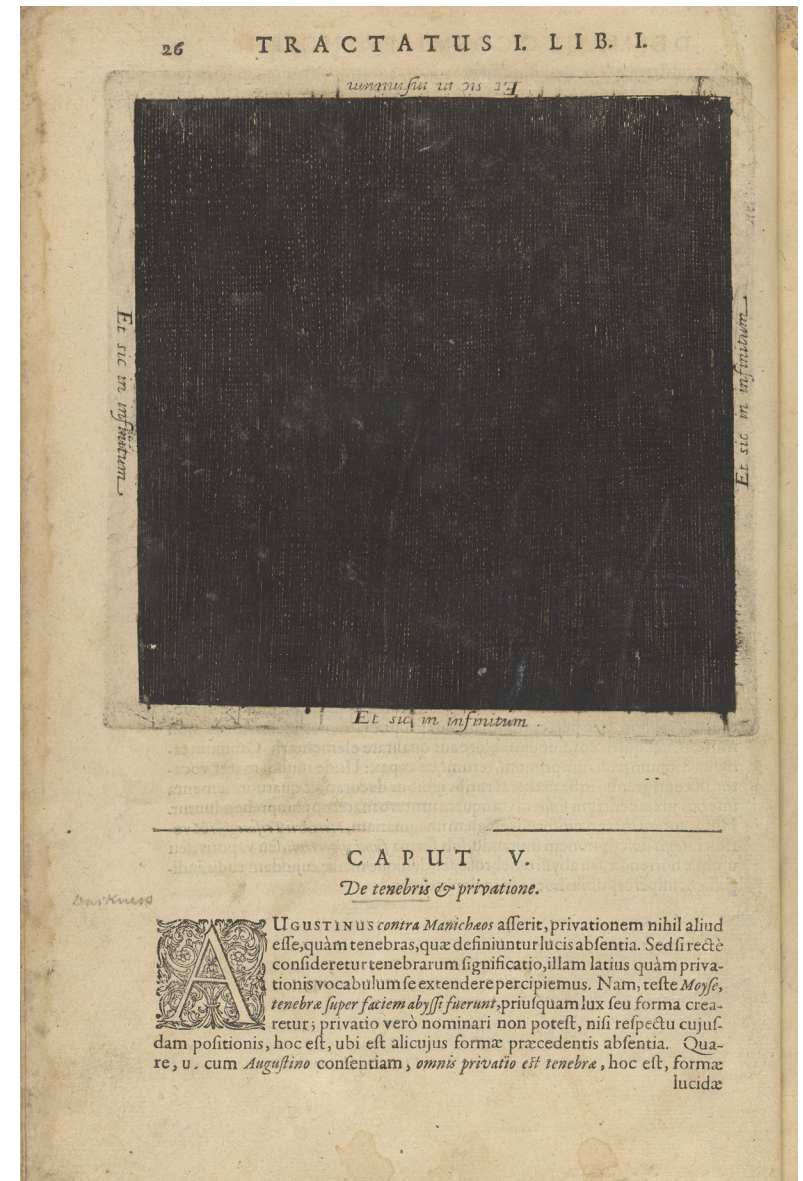 26 TRACTATUS I. LIB. I.
Et sic in infinitum
Et sic in infinitum
Et sic in infinitum
Et sic in infinitum .
CAPUT V.
De tenebris & privatione.
Darkness
AUGUSTINUS contra Manichæos aſſerit, privationem nihil aliud
eſſe, quàm tenebras, quæ definiuntur lucis abſentia. Sed ſi rectè
conſideretur tenebrarum ſignificatio, illam latius quàm priva-
tionis vocabulum ſe extendere percipiemus. Nam, teſte Moyſe,
tenebræ ſuper faciem abyſſi fuerunt, priuſquam lux ſeu forma crea-
retur; privatio verò nominari non poteſt, niſi reſpectu cujuſ-
dam poſitionis, hoc eſt, ubi eſt alicujus formæ præcedentis abſentia. Qua-
re, u. cum Auguſtino conſentiam, omnis privatio eſt tenebræ, hoc eſt, formæ
lucidæ